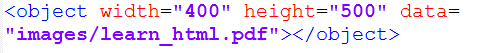 <object width="400" height="500" data=
"images/learn_html.pdf"></object>